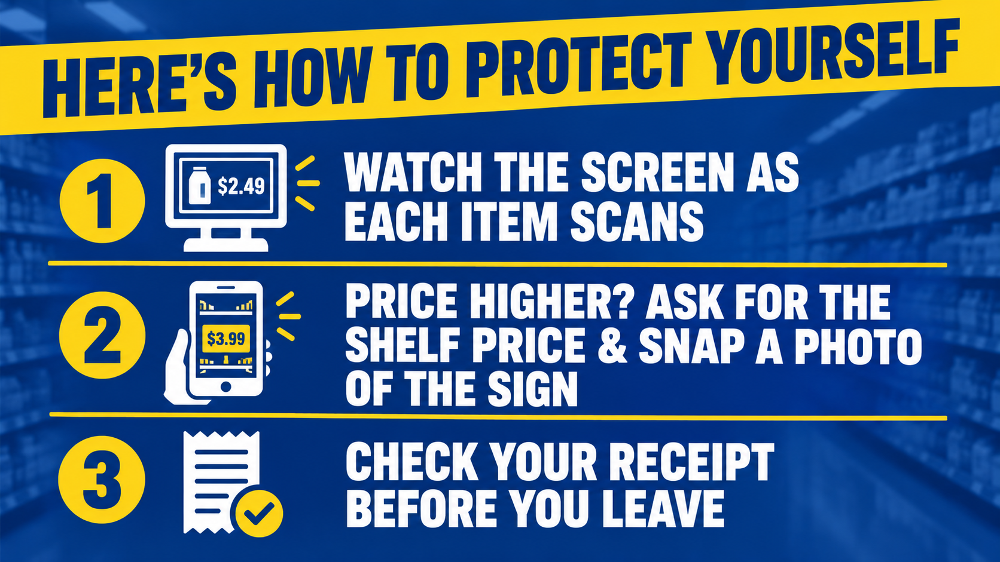 HERE'S HOW TO PROTECT YOURSELF
1
$2.49
WATCH THE SCREEN AS
EACH ITEM SCANS
2
$3.99
PRICE HIGHER? ASK FOR THE
SHELF PRICE & SNAP A PHOTO
OF THE SIGN
3
CHECK YOUR RECEIPT
BEFORE YOU LEAVE